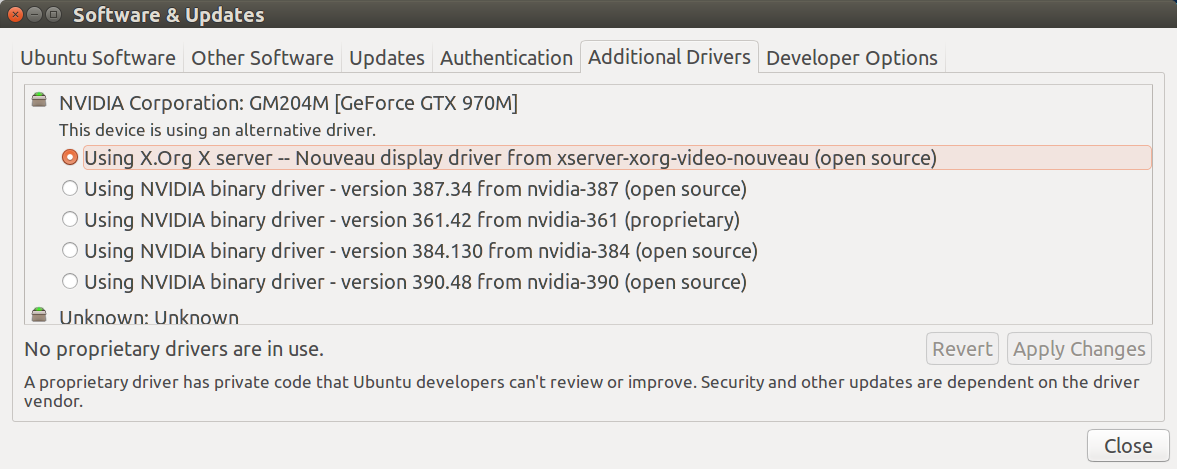 Software & Updates
Ubuntu Software Other Software Updates Authentication Additional Drivers Developer Options
NVIDIA Corporation: GM204M [GeForce GTX 970M]
This device is using an alternative driver.
Using X.Org X server -- Nouveau display driver from xserver-xorg-video-nouveau (open source)
Using NVIDIA binary driver - version 387.34 from nvidia-387 (open source)
Using NVIDIA binary driver - version 361.42 from nvidia-361 (proprietary)
Using NVIDIA binary driver - version 384.130 from nvidia-384 (open source)
Using NVIDIA binary driver - version 390.48 from nvidia-390 (open source)
Unknown: Unknown
No proprietary drivers are in use. Revert Apply Changes
A proprietary driver has private code that Ubuntu developers can't review or improve. Security and other updates are dependent on the driver
vendor.
Close